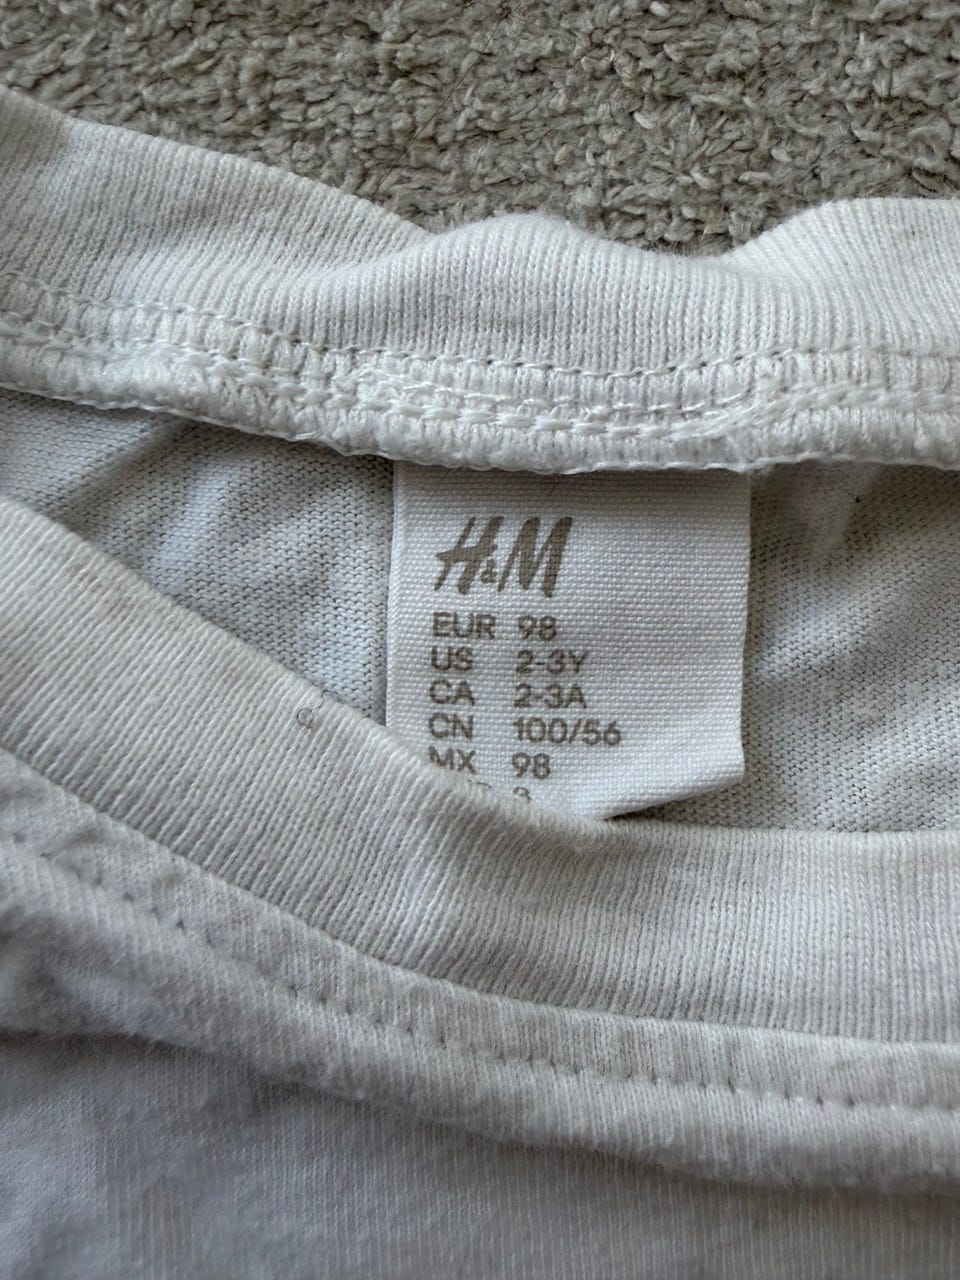 H&M
EUR 98
US 2-3Y
CA 2-3A
CN 100/56
MX 98